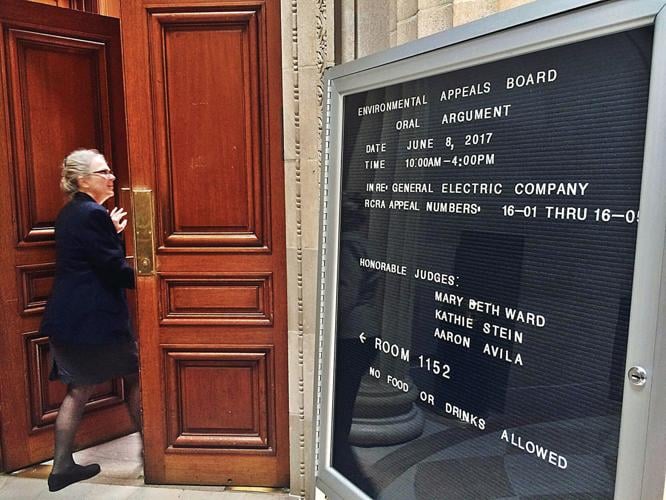 ENVIRONMENTAL APPEALS BOARD
ORAL ARGUMENT
DATE JUNE 8, 2017
TIME 10:00AM-4:00PM
IN RE: GENERAL ELECTRIC COMPANY
RCRA APPEAL NUMBERS: 16-01 THRU 16-05
HONORABLE JUDGES:
MARY BETH WARD
KATHIE STEIN
AARON AVILA
← ROOM 1152
NO FOOD OR DRINKS ALLOWED